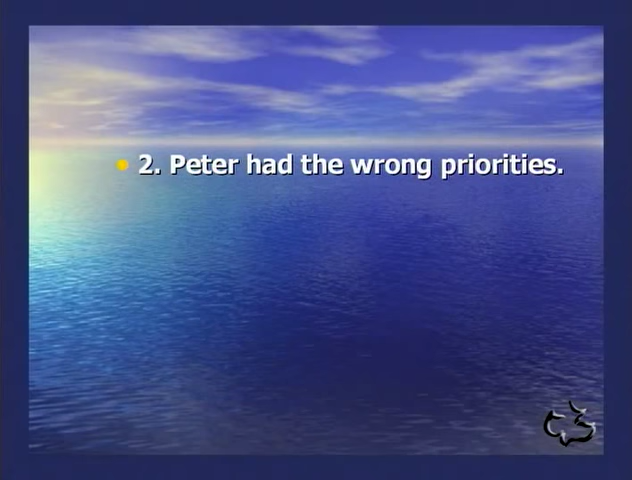 2. Peter had the wrong priorities.